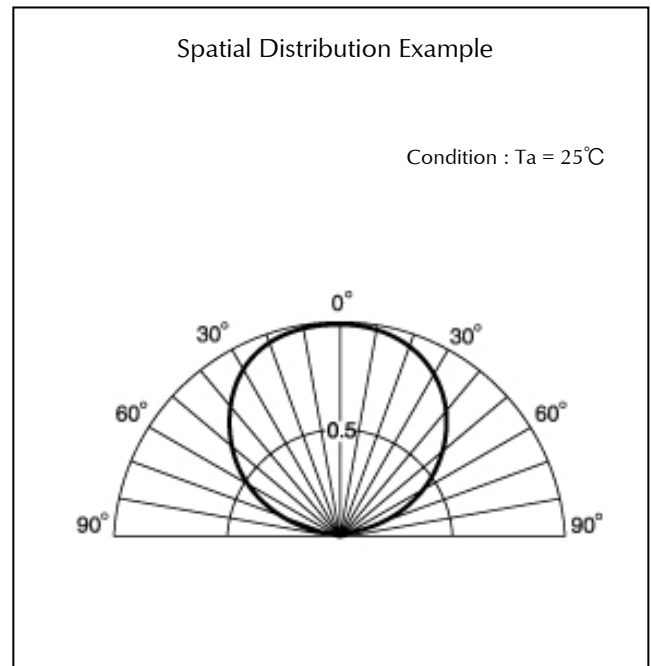 Spatial Distribution Example
Condition : Ta = 25℃
0°
30° 30°
60° 60°
0.5
90° 90°